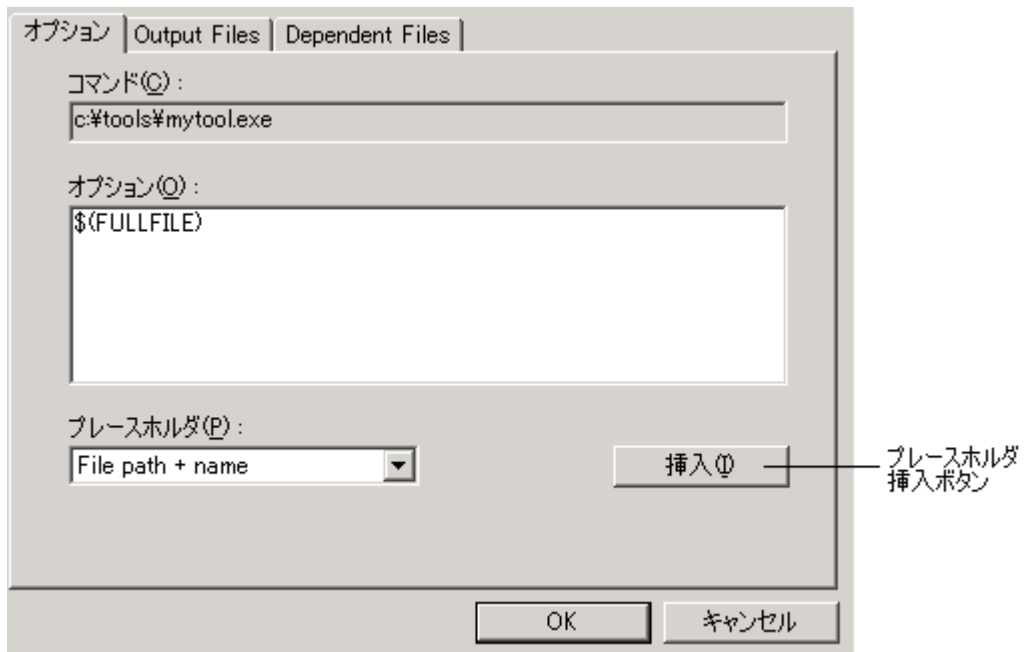 オプション Output Files Dependent Files
コマンド(C) :
c:¥tools¥mytool.exe
オプション(O) :
$(FULLFILE)
プレースホルダ(P) :
File path + name
挿入(I)
プレースホルダ
挿入ボタン
OK キャンセル